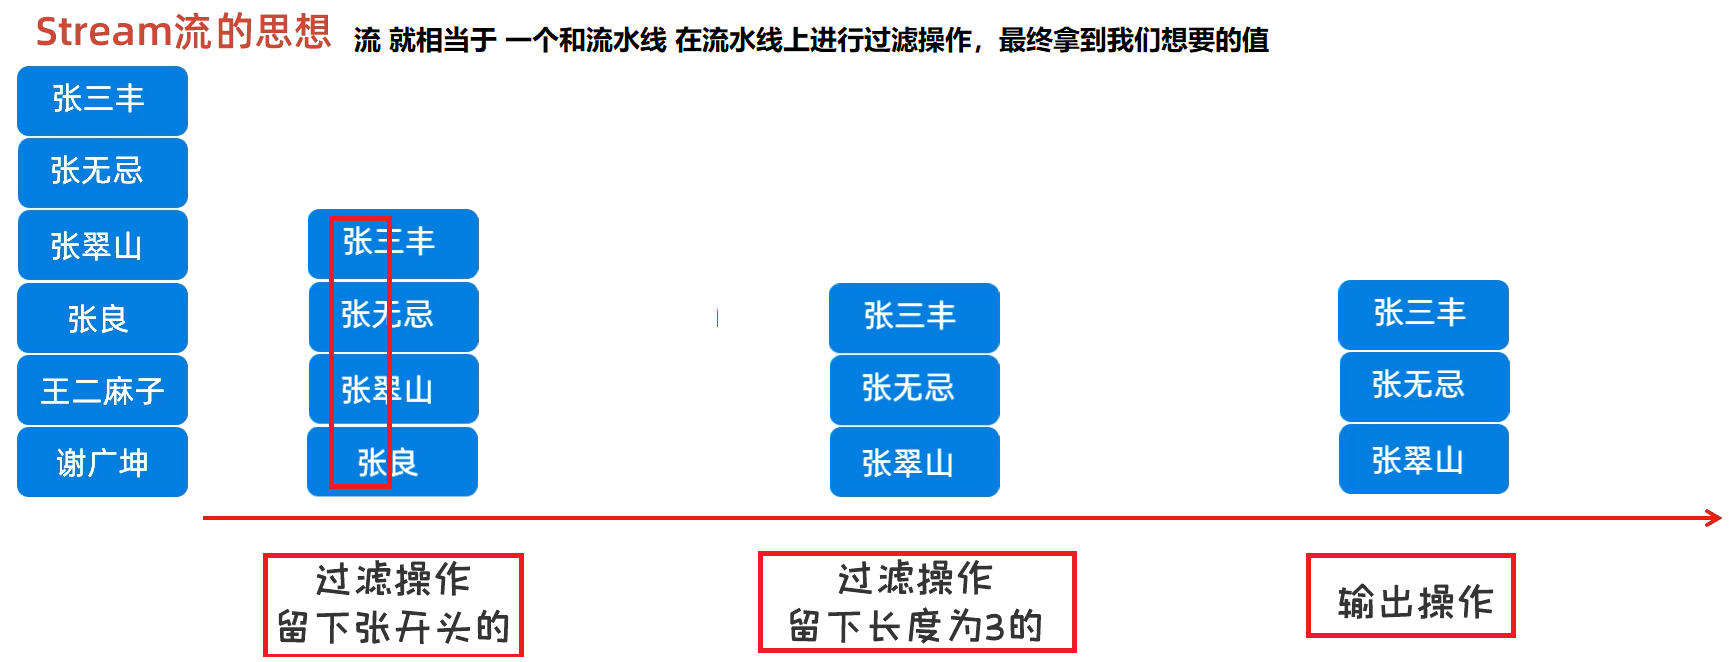 Stream流的思想
流 就相当于 一个和流水线 在流水线上进行过滤操作，最终拿到我们想要的值
张三丰
张无忌
张翠山
张良
王二麻子
谢广坤
张三丰
张无忌
张翠山
张良
张三丰
张无忌
张翠山
张三丰
张无忌
张翠山
过滤操作
留下张开头的
过滤操作
留下长度为3的
输出操作